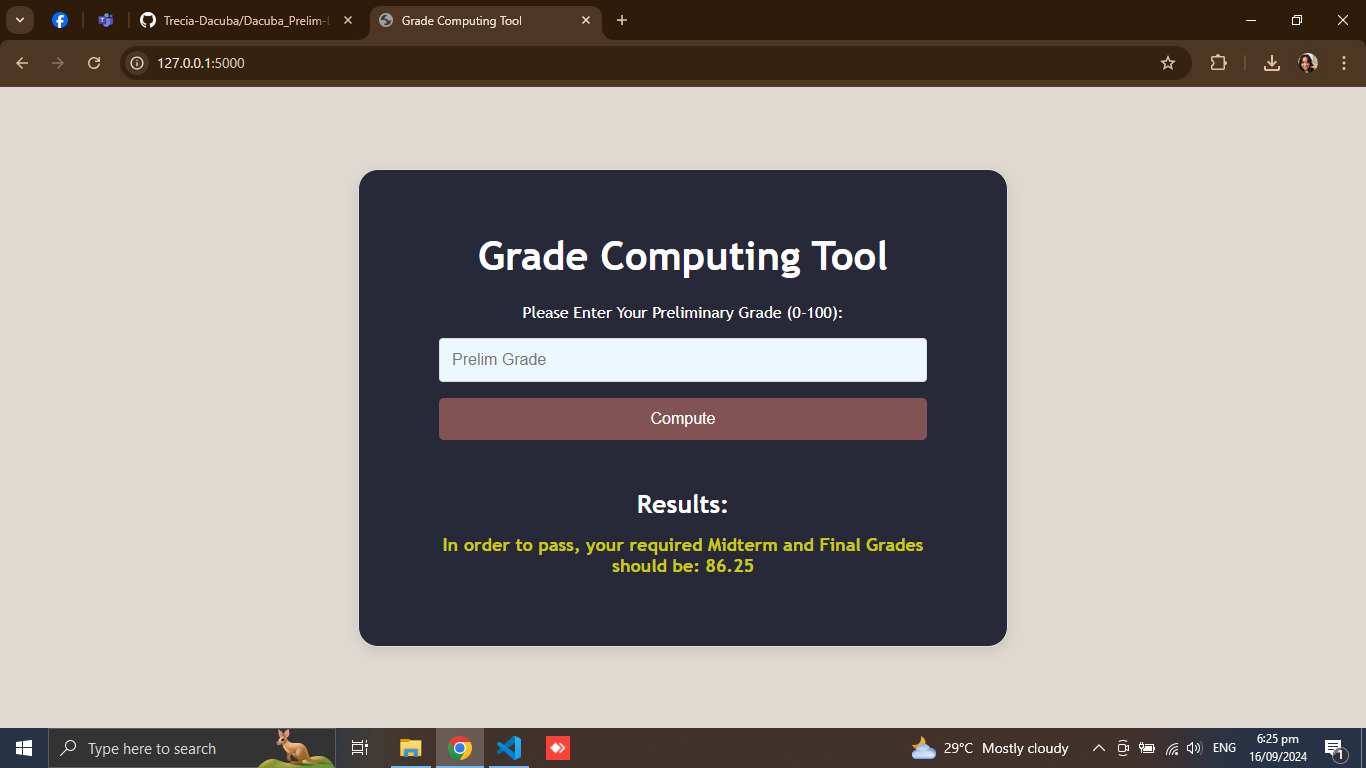 Trecia-Dacuba/Dacuba_Prelim-L
Grade Computing Tool
127.0.0.1:5000
Grade Computing Tool
Please Enter Your Preliminary Grade (0-100):
Prelim Grade
Compute
Results:
In order to pass, your required Midterm and Final Grades
should be: 86.25
Type here to search
29°C Mostly cloudy
ENG
6:25 pm
16/09/2024
1